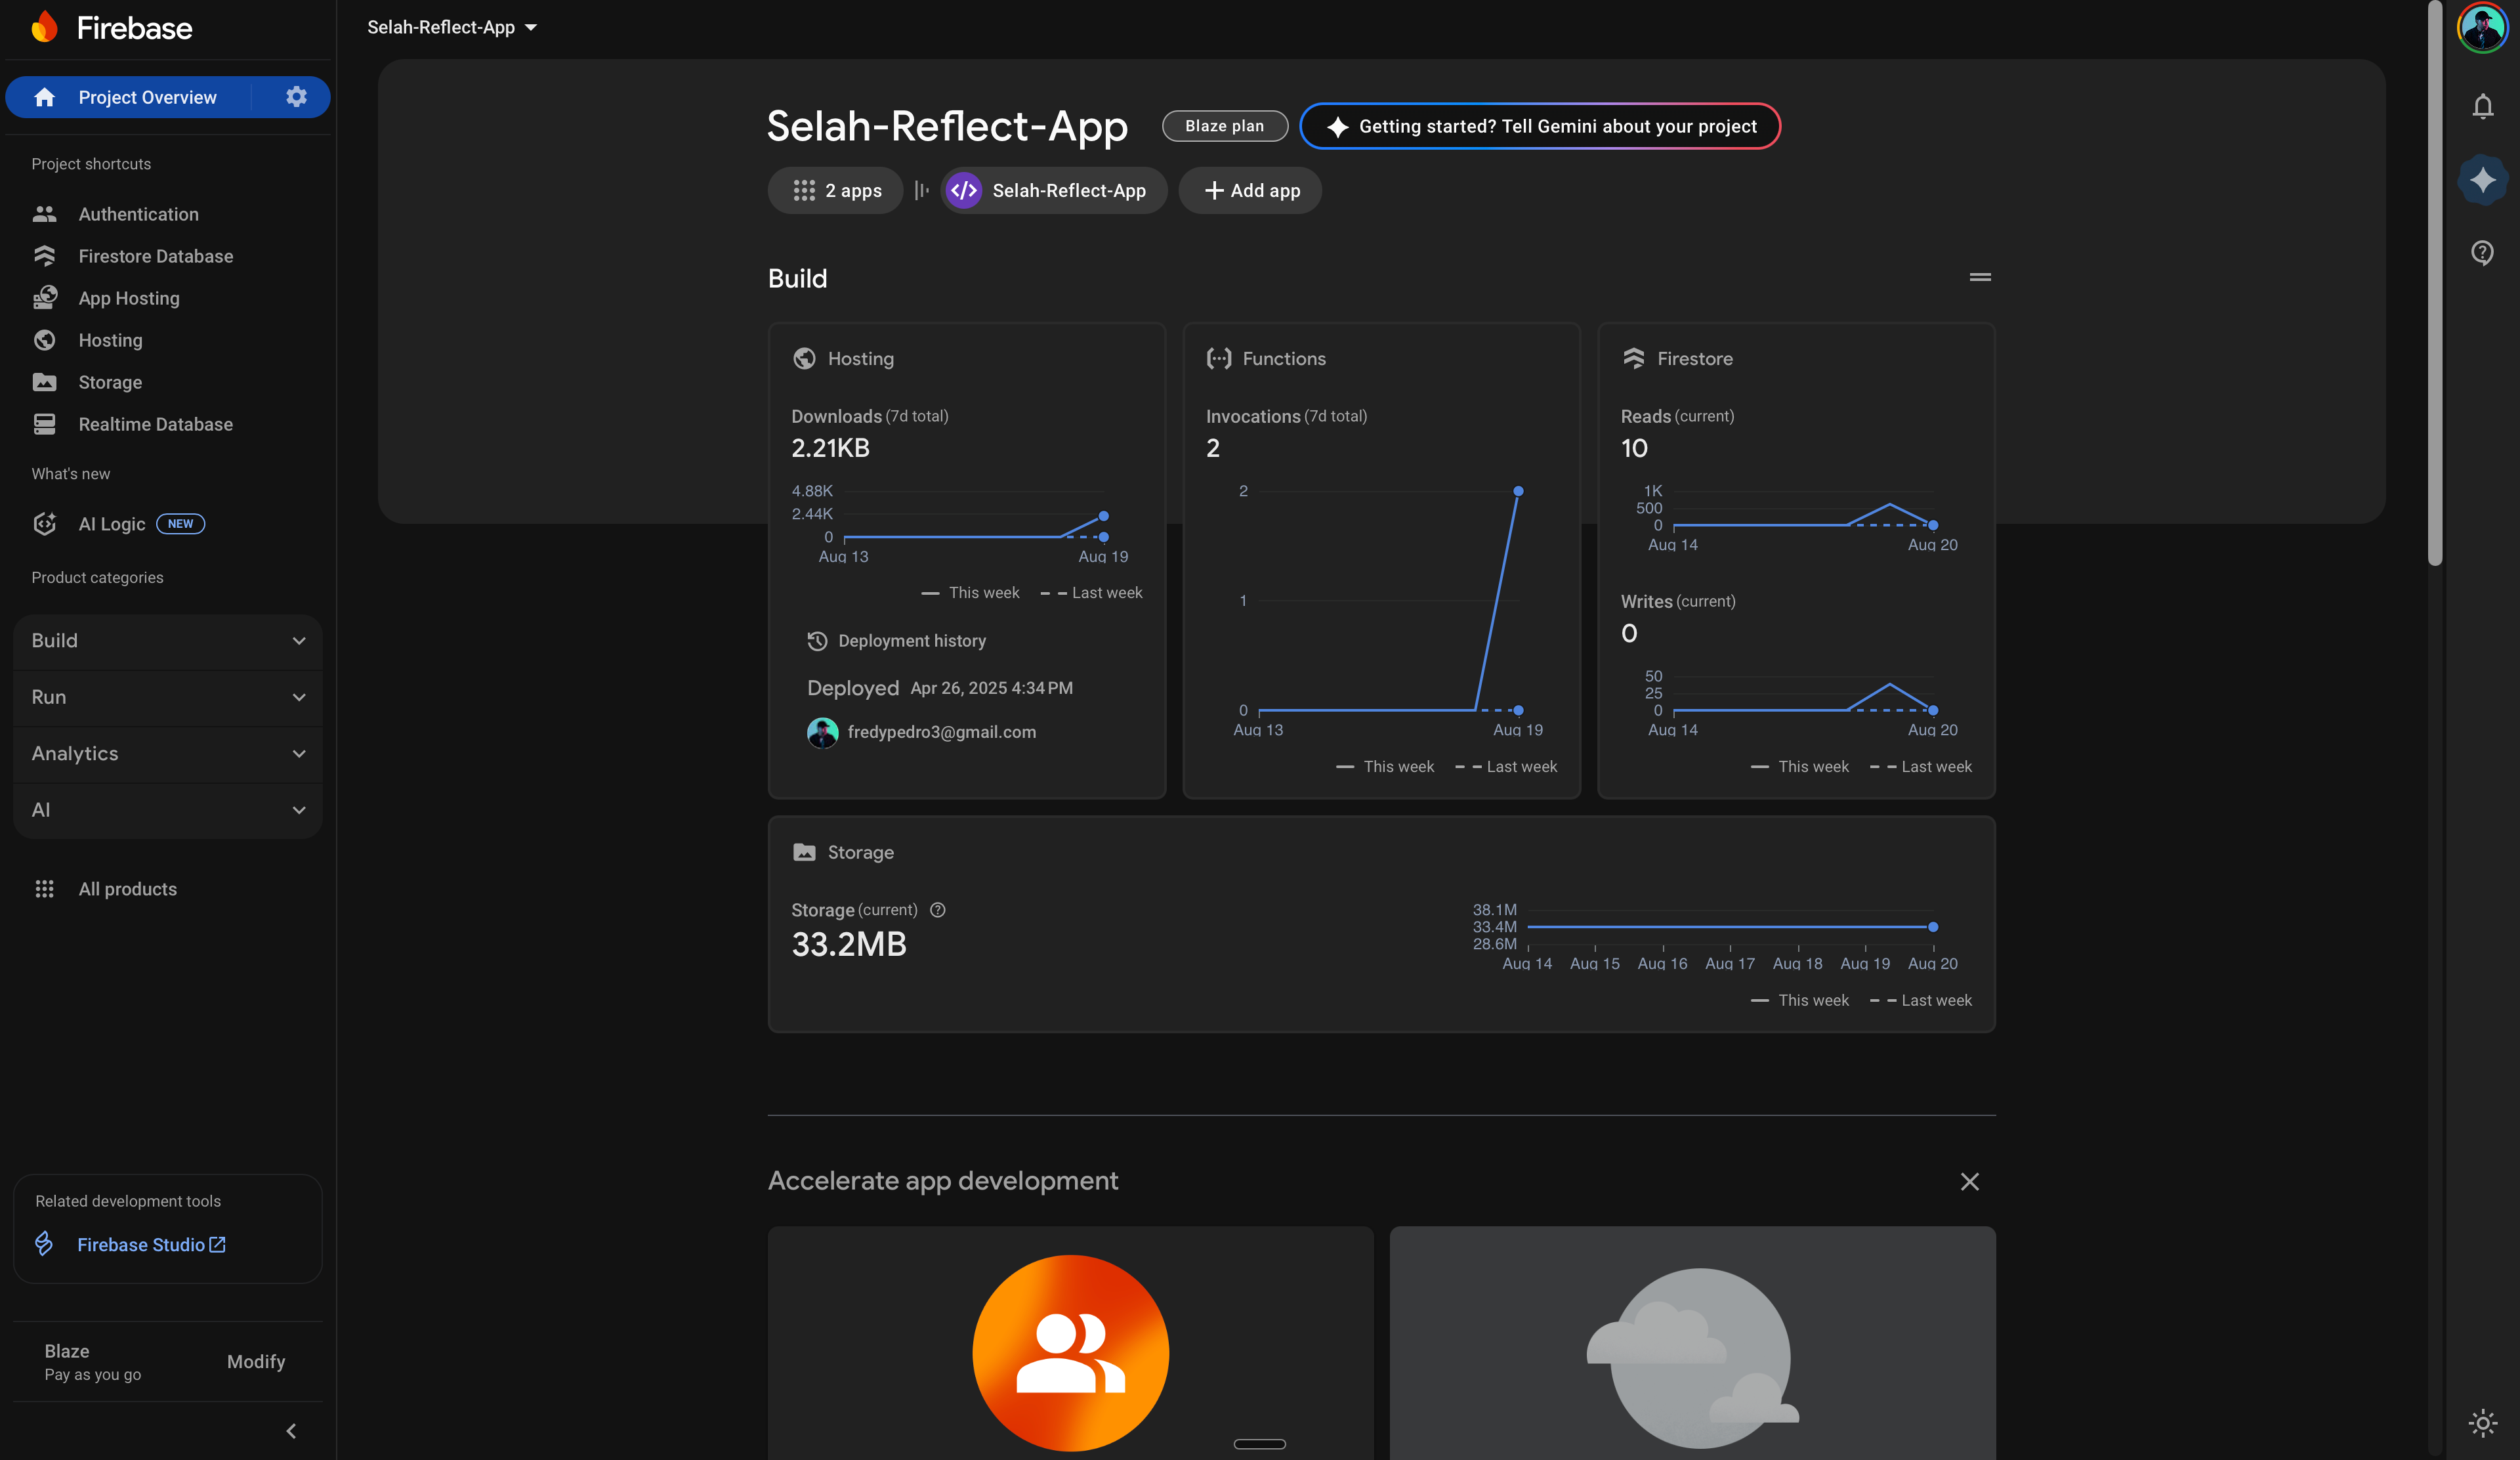 Firebase
Project Overview
Project shortcuts
Authentication
Firestore Database
App Hosting
Hosting
Storage
Realtime Database
What's new
AI Logic NEW
Product categories
Build
Run
Analytics
AI
All products
Related development tools
Firebase Studio
Blaze
Pay as you go
Modify
Selah-Reflect-App
Selah-Reflect-App
Blaze plan
Getting started? Tell Gemini about your project
2 apps
Selah-Reflect-App
Add app
Build
Hosting
Downloads (7d total)
2.21KB
4.88K
2.44K
0
Aug 13 Aug 19
This week Last week
Deployment history
Deployed Apr 26, 2025 4:34 PM
fredypedro3@gmail.com
Functions
Invocations (7d total)
2
2
1
0
Aug 13 Aug 19
This week Last week
Firestore
Reads (current)
10
1K
500
0
Aug 14 Aug 20
Writes (current)
0
50
25
0
Aug 14 Aug 20
This week Last week
Storage
Storage (current)
33.2MB
38.1M
33.4M
28.6M
Aug 14 Aug 15 Aug 16 Aug 17 Aug 18 Aug 19 Aug 20
This week Last week
Accelerate app development